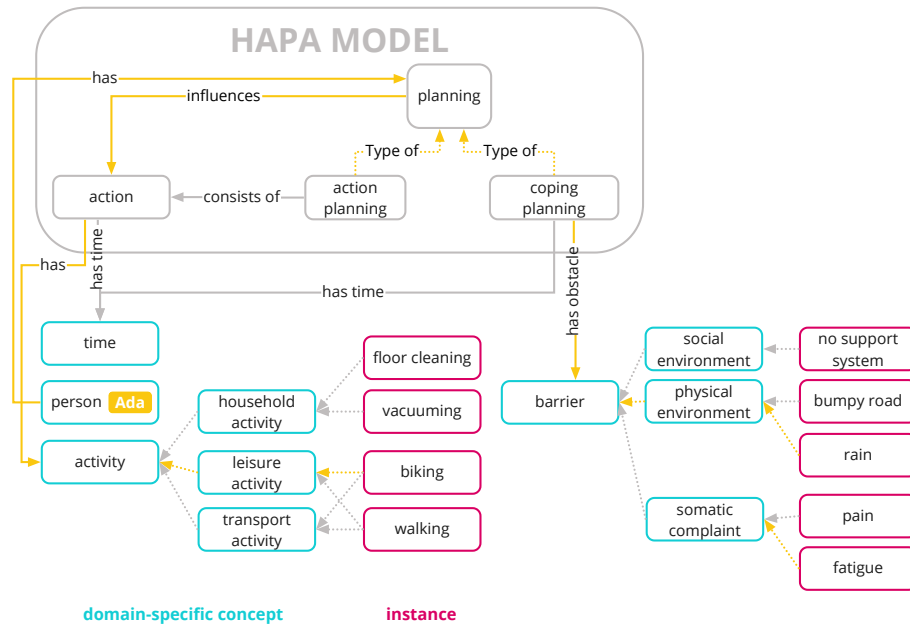 HAPA MODEL
has
planning
influences
Type of
Type of
action
consists of
action
planning
coping
planning
has
has time
has time
has obstacle
time
person Ada
activity
household
activity
leisure
activity
transport
activity
floor cleaning
vacuuming
biking
walking
barrier
social
environment
physical
environment
somatic
complaint
no support
system
bumpy road
rain
pain
fatigue
domain-specific concept
instance